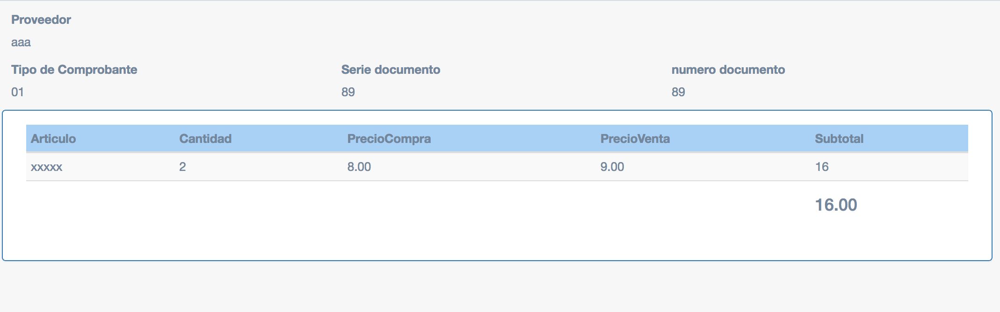 Proveedor
aaa
Tipo de Comprobante Serie documento numero documento
01 89 89
Articulo Cantidad PrecioCompra PrecioVenta Subtotal
xxxxx 2 8.00 9.00 16
16.00